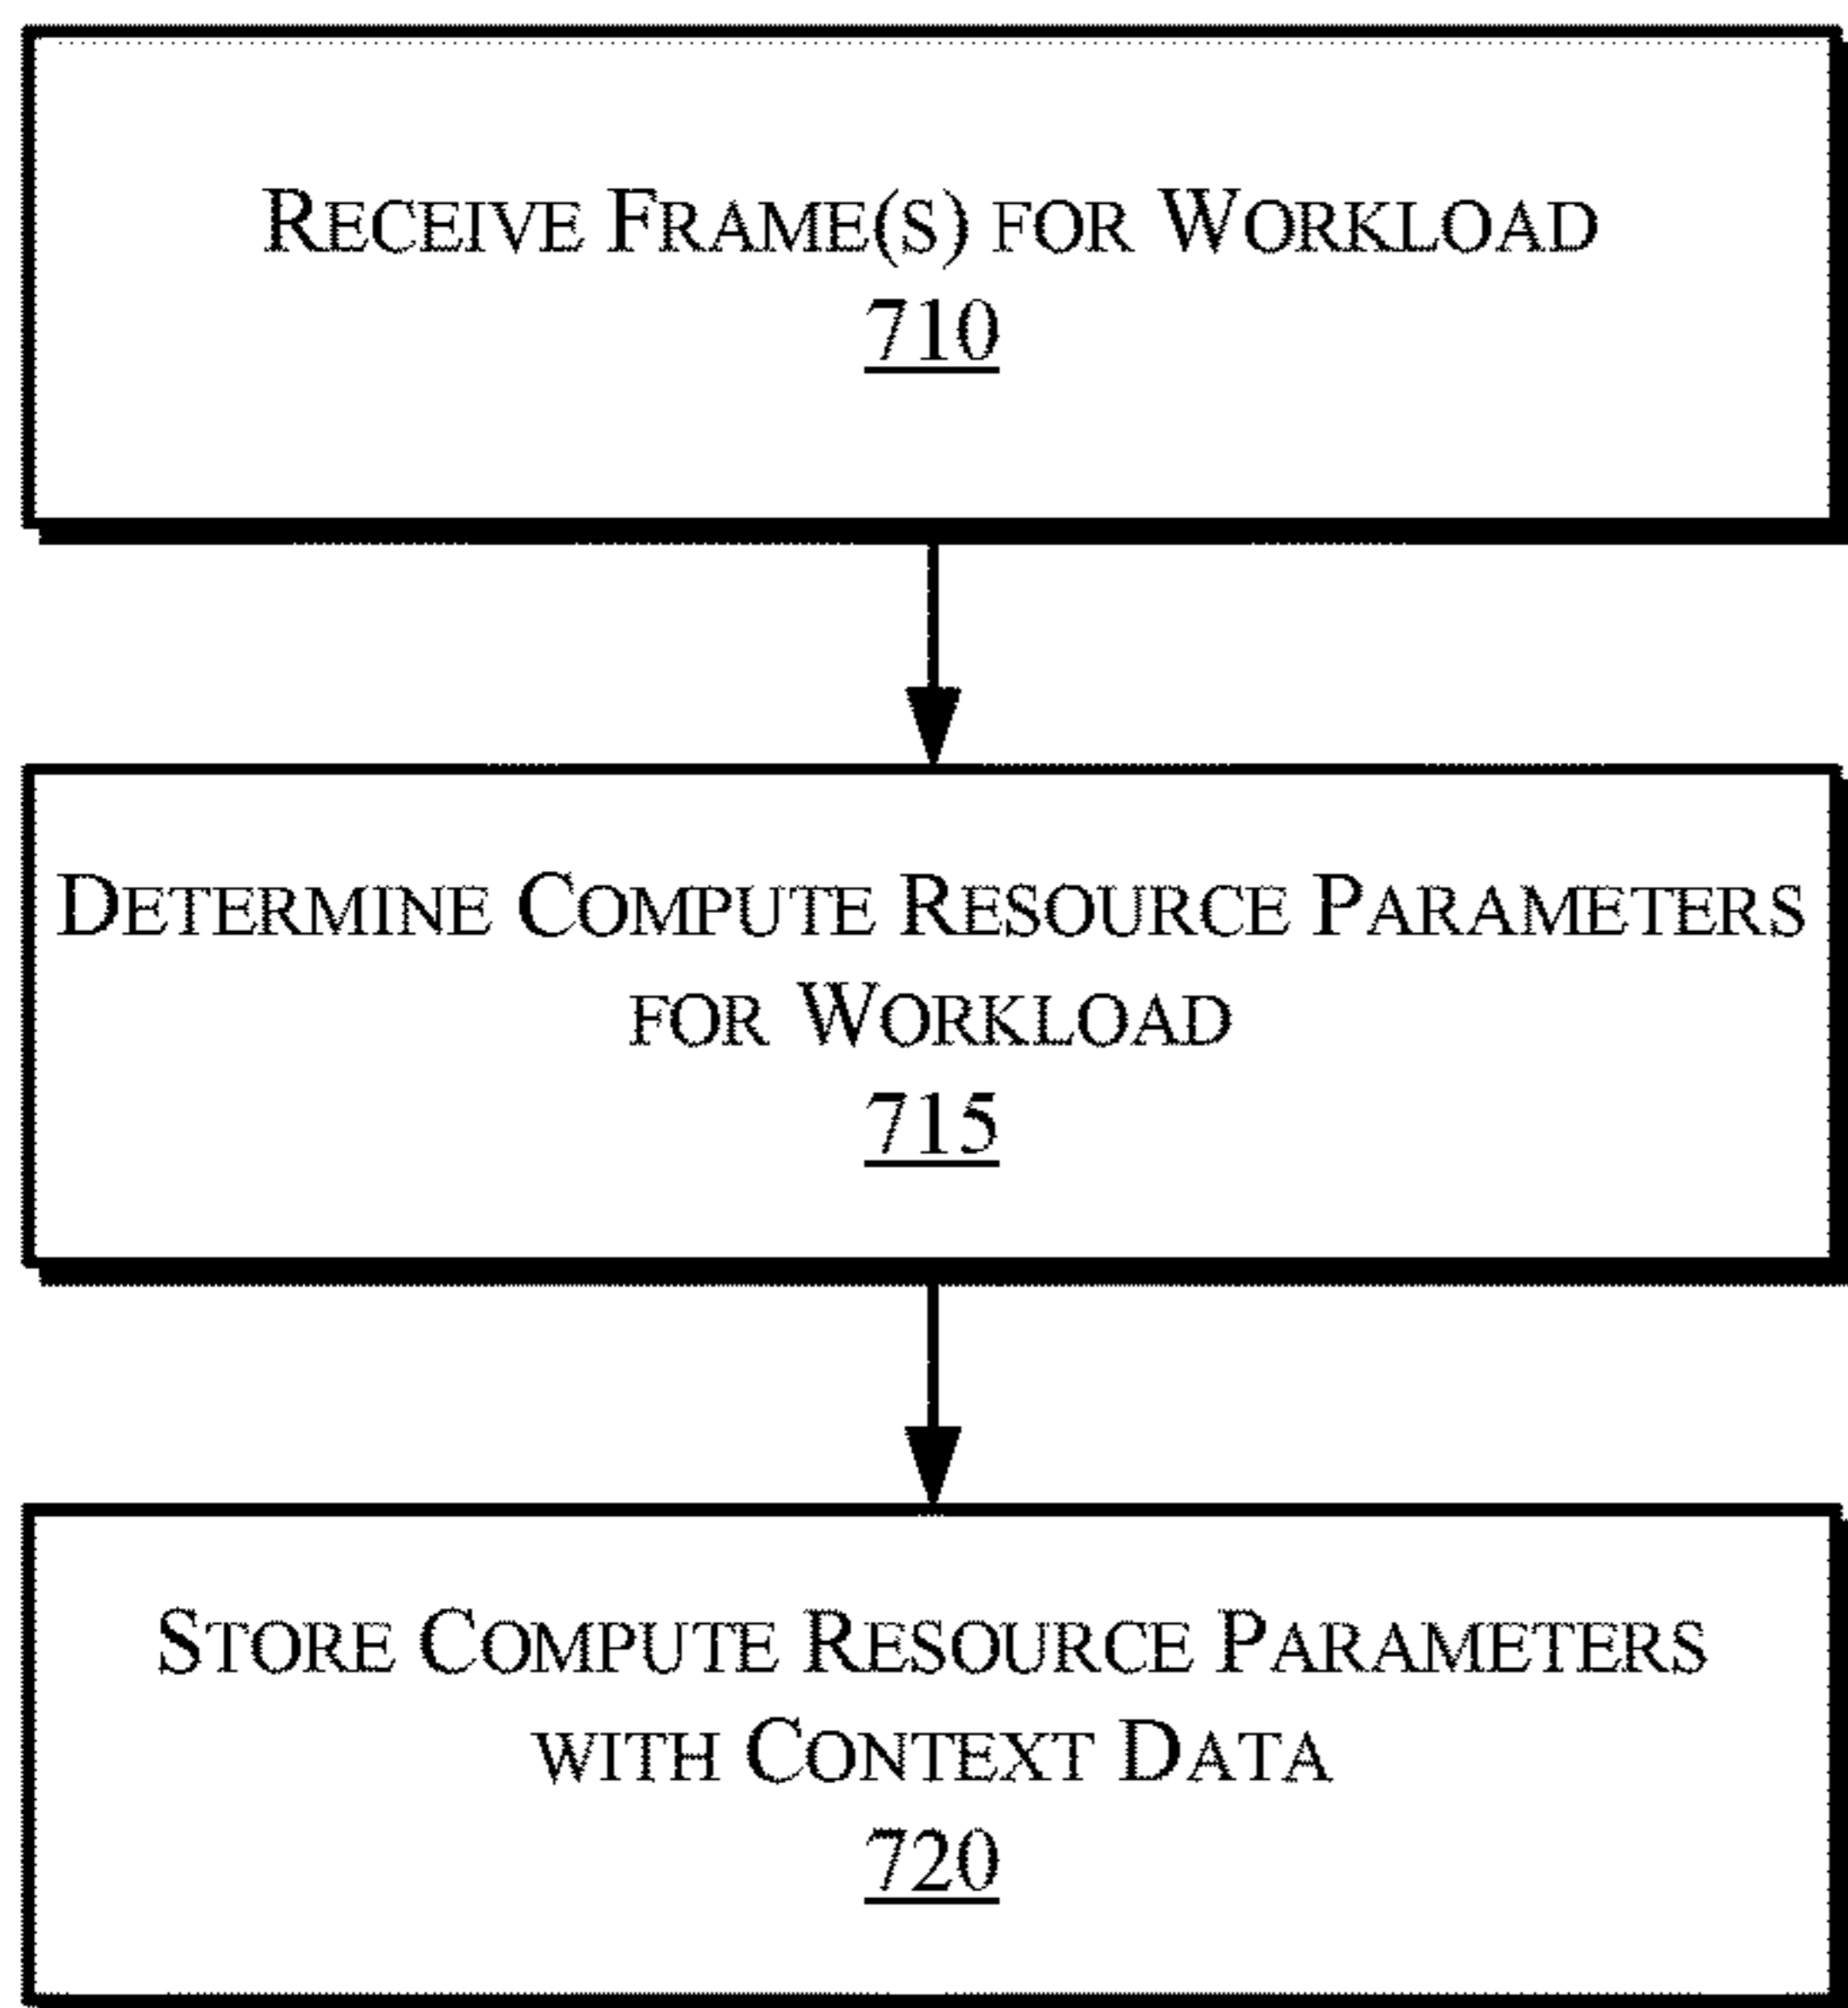 RECEIVE FRAME(S) FOR WORKLOAD
710
DETERMINE COMPUTE RESOURCE PARAMETERS
FOR WORKLOAD
715
STORE COMPUTE RESOURCE PARAMETERS
WITH CONTEXT DATA
720